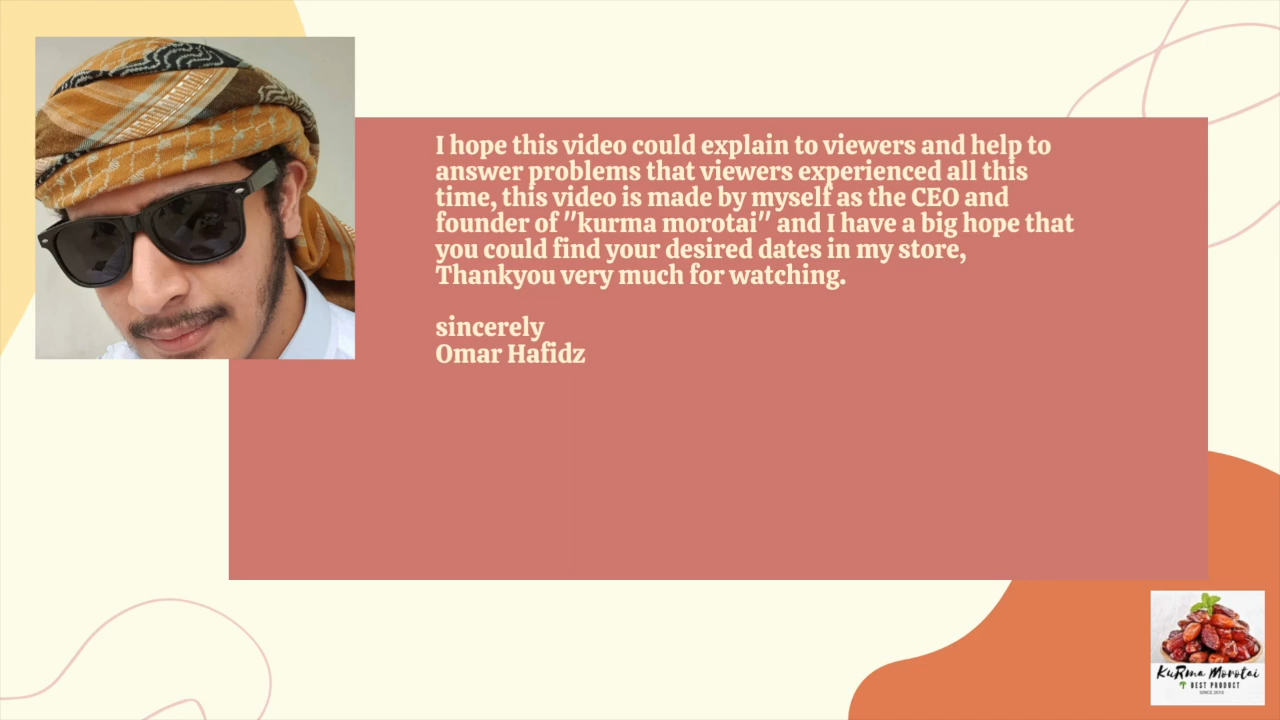 I hope this video could explain to viewers and help to
answer problems that viewers experienced all this
time, this video is made by myself as the CEO and
founder of "kurma morotai" and I have a big hope that
you could find your desired dates in my store,
Thankyou very much for watching.
sincerely
Omar Hafidz
KuRma Morotai
BEST PRODUCT